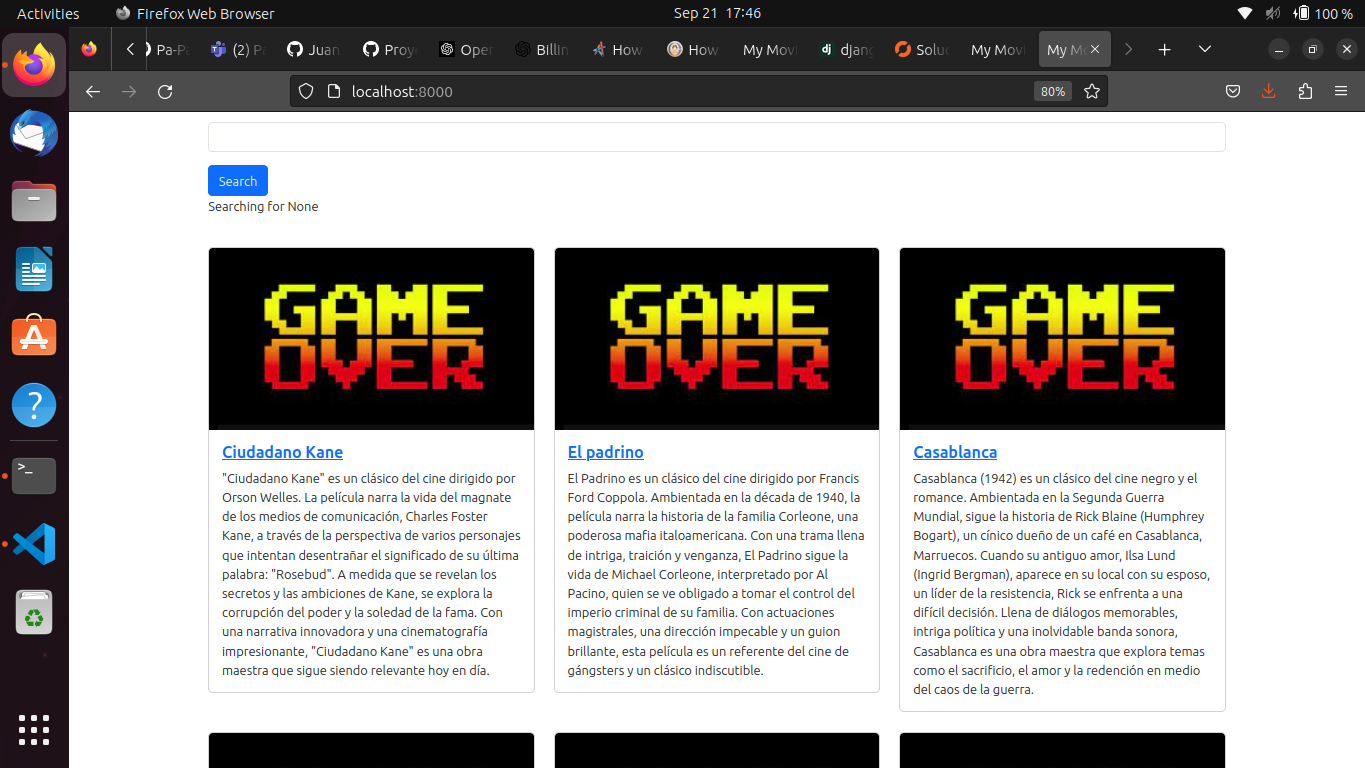 Activities
Firefox Web Browser
Sep 21 17:46
100 %
Pa-Pa
(2) Pa
Juan
Proye
Open
Billin
How
How
My Movi
djang
Soluc
My Movi
My Mo
localhost:8000
80%
Search
Searching for None
GAME
OVER
GAME
OVER
GAME
OVER
Ciudadano Kane
"Ciudadano Kane" es un clásico del cine dirigido por
Orson Welles. La película narra la vida del magnate
de los medios de comunicación, Charles Foster
Kane, a través de la perspectiva de varios personajes
que intentan desentrañar el significado de su última
palabra: "Rosebud". A medida que se revelan los
secretos y las ambiciones de Kane, se explora la
corrupción del poder y la soledad de la fama. Con
una narrativa innovadora y una cinematografía
impresionante, "Ciudadano Kane" es una obra
maestra que sigue siendo relevante hoy en día.
El padrino
El Padrino es un clásico del cine dirigido por Francis
Ford Coppola. Ambientada en la década de 1940, la
película narra la historia de la familia Corleone, una
poderosa mafia italoamericana. Con una trama llena
de intriga, traición y venganza, El Padrino sigue la
vida de Michael Corleone, interpretado por Al
Pacino, quien se ve obligado a tomar el control del
imperio criminal de su familia. Con actuaciones
magistrales, una dirección impecable y un guion
brillante, esta película es un referente del cine de
gángsters y un clásico indiscutible.
Casablanca
Casablanca (1942) es un clásico del cine negro y el
romance. Ambientada en la Segunda Guerra
Mundial, sigue la historia de Rick Blaine (Humphrey
Bogart), un cínico dueño de un café en Casablanca,
Marruecos. Cuando su antiguo amor, Ilsa Lund
(Ingrid Bergman), aparece en su local con su esposo,
un líder de la resistencia, Rick se enfrenta a una
difícil decisión. Llena de diálogos memorables,
intriga política y una inolvidable banda sonora,
Casablanca es una obra maestra que explora temas
como el sacrificio, el amor y la redención en medio
del caos de la guerra.